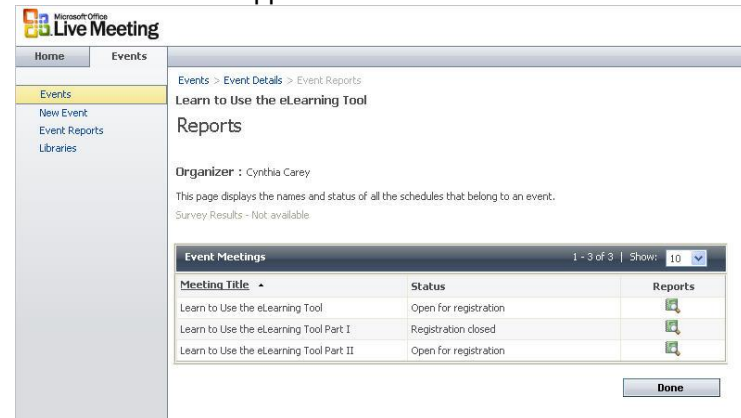 Microsoft Office
Live Meeting
Home Events
Events
New Event
Event Reports
Libraries
Events > Event Details > Event Reports
Learn to Use the eLearning Tool
Reports
Organizer : Cynthia Carey
This page displays the names and status of all the schedules that belong to an event.
Survey Results - Not available
Event Meetings 1 - 3 of 3 | Show: 10
Meeting Title Status Reports
Learn to Use the eLearning Tool Open for registration
Learn to Use the eLearning Tool Part I Registration closed
Learn to Use the eLearning Tool Part II Open for registration
Done